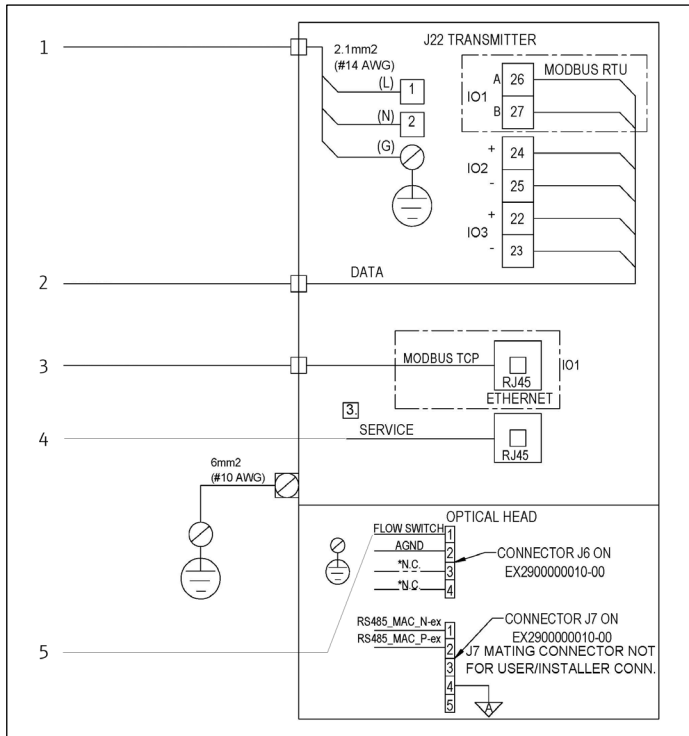 1
2.1mm2
(#14 AWG)
(L)
1
(N)
2
(G)
J22 TRANSMITTER
MODBUS RTU
IO1
A
26
B
27
IO2
+
24
-
25
IO3
+
22
-
23
2
DATA
3
MODBUS TCP
RJ45
ETHERNET
IO1
4
3.
SERVICE
RJ45
6mm2
(#10 AWG)
OPTICAL HEAD
FLOW SWITCH
1
AGND
2
*N.C.
3
*N.C
4
CONNECTOR J6 ON
EX2900000010-00
5
RS485_MAC_N-ex
1
RS485_MAC_P-ex
2
3
4
5
A
CONNECTOR J7 ON
EX2900000010-00
J7 MATING CONNECTOR NOT
FOR USER/INSTALLER CONN.